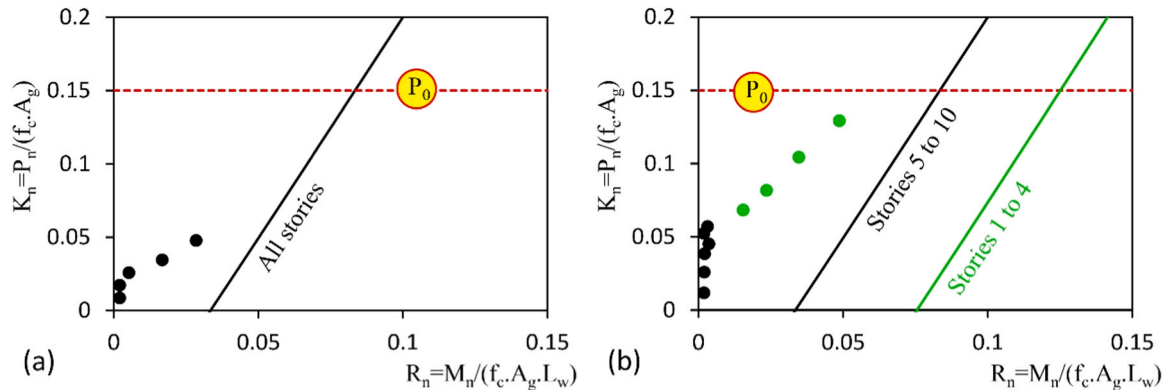 K_n=P_n/(f_c.A_g)
0.2
0.15
0.1
0.05
0
P_0
All stories
0
0.05
0.1
0.15
(a)
R_n=M_n/(f_c.A_g.L_w)
K_n=P_n/(f_c.A_g)
0.2
0.15
0.1
0.05
0
P_0
Stories 5 to 10
Stories 1 to 4
0
0.05
0.1
0.15
(b)
R_n=M_n/(f_c.A_g.L_w)